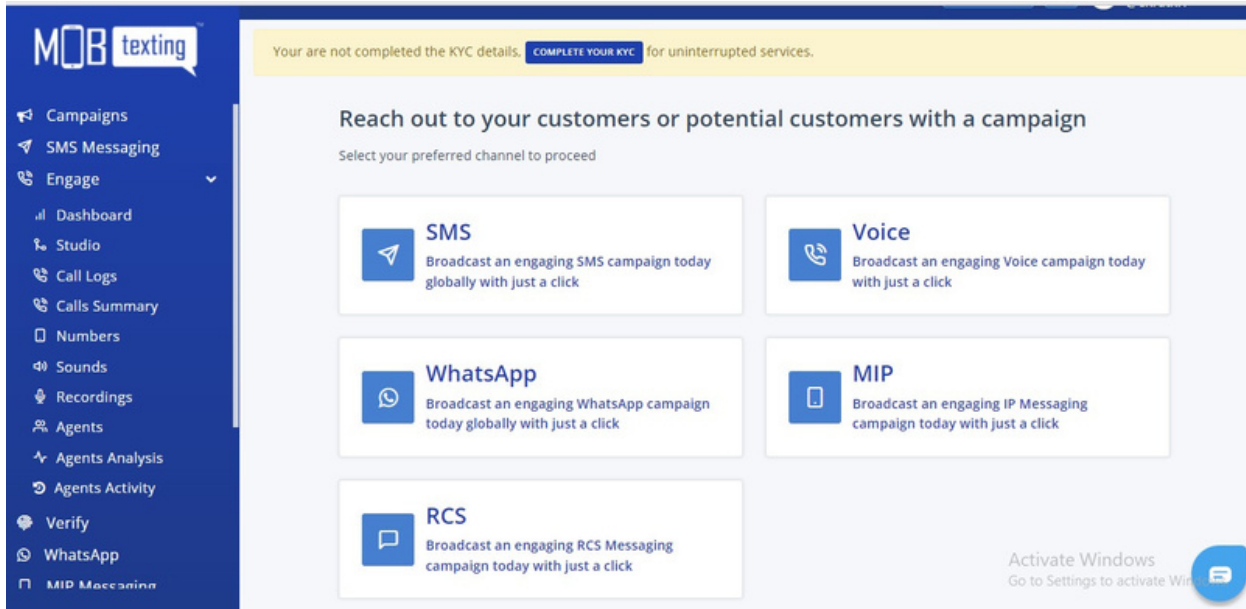 MOB texting
Campaigns
SMS Messaging
Engage
Dashboard
Studio
Call Logs
Calls Summary
Numbers
Sounds
Recordings
Agents
Agents Analysis
Agents Activity
Verify
WhatsApp
MIP Messaging
Your are not completed the KYC details, COMPLETE YOUR KYC for uninterrupted services.
Reach out to your customers or potential customers with a campaign
Select your preferred channel to proceed
SMS
Broadcast an engaging SMS campaign today
globally with just a click
Voice
Broadcast an engaging Voice campaign today
with just a click
WhatsApp
Broadcast an engaging WhatsApp campaign
today globally with just a click
MIP
Broadcast an engaging IP Messaging
campaign today with just a click
RCS
Broadcast an engaging RCS Messaging
campaign today with just a click
Activate Windows
Go to Settings to activate